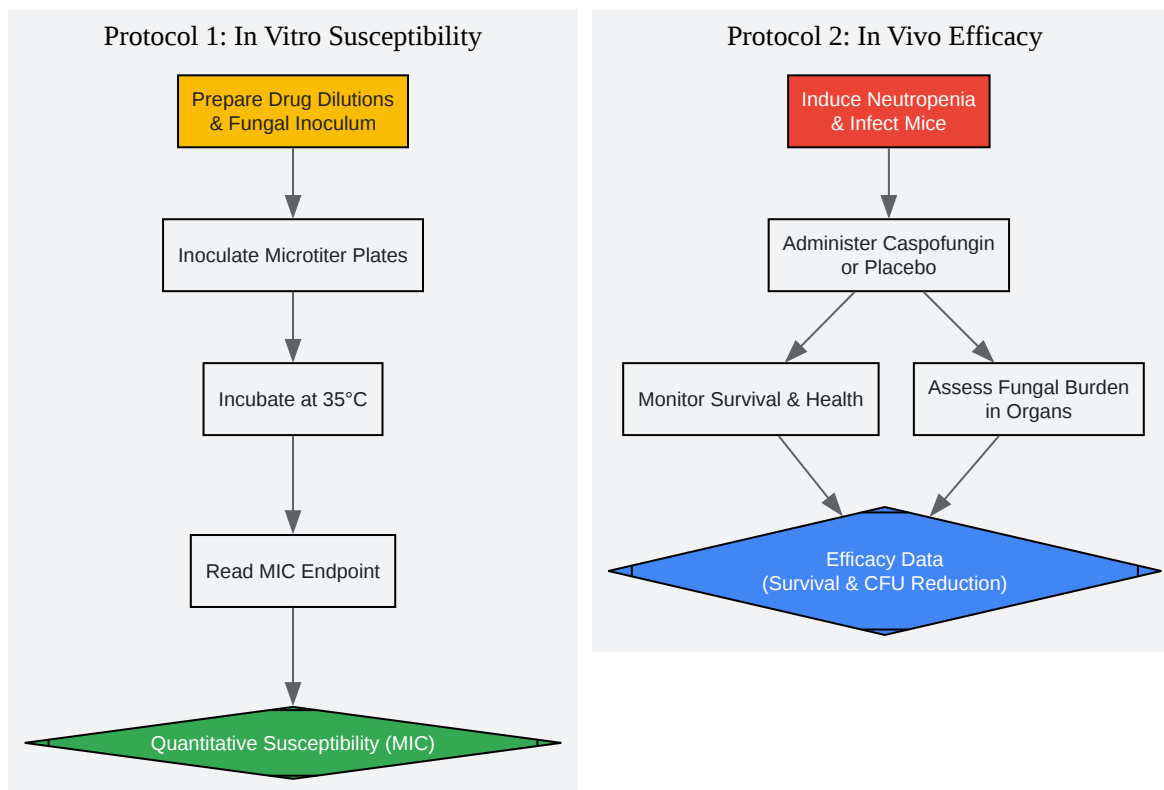 Protocol 1: In Vitro Susceptibility
Prepare Drug Dilutions
& Fungal Inoculum
Inoculate Microtiter Plates
Incubate at 35°C
Read MIC Endpoint
Quantitative Susceptibility (MIC)
Protocol 2: In Vivo Efficacy
Induce Neutropenia
& Infect Mice
Administer Caspofungin
or Placebo
Monitor Survival & Health
Assess Fungal Burden
in Organs
Efficacy Data
(Survival & CFU Reduction)